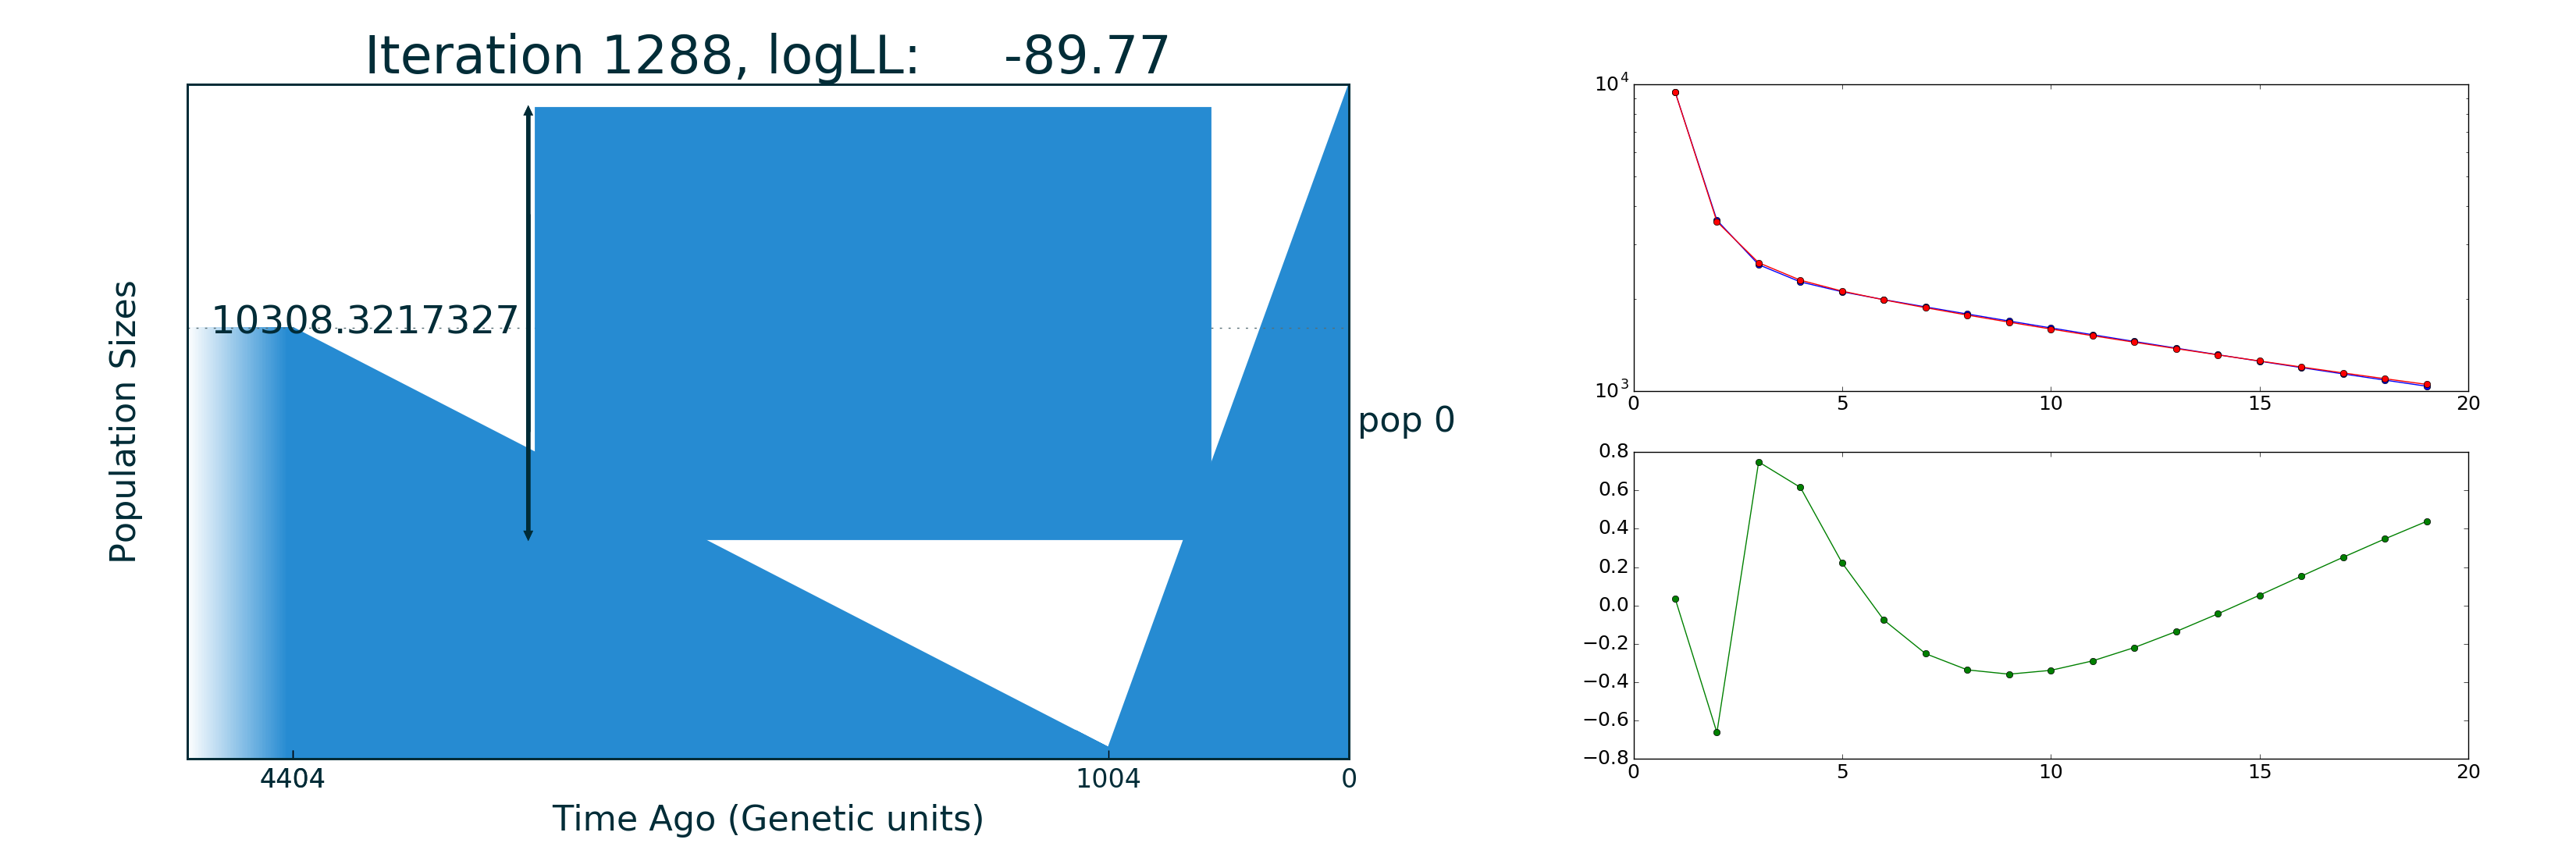 Iteration 1288, logLL: -89.77
Population Sizes
10308.3217327
pop 0
4404 1004 0
Time Ago (Genetic units)
10^4
10^3
0 5 10 15 20
0.8
0.6
0.4
0.2
0.0
−0.2
−0.4
−0.6
−0.8
0 5 10 15 20